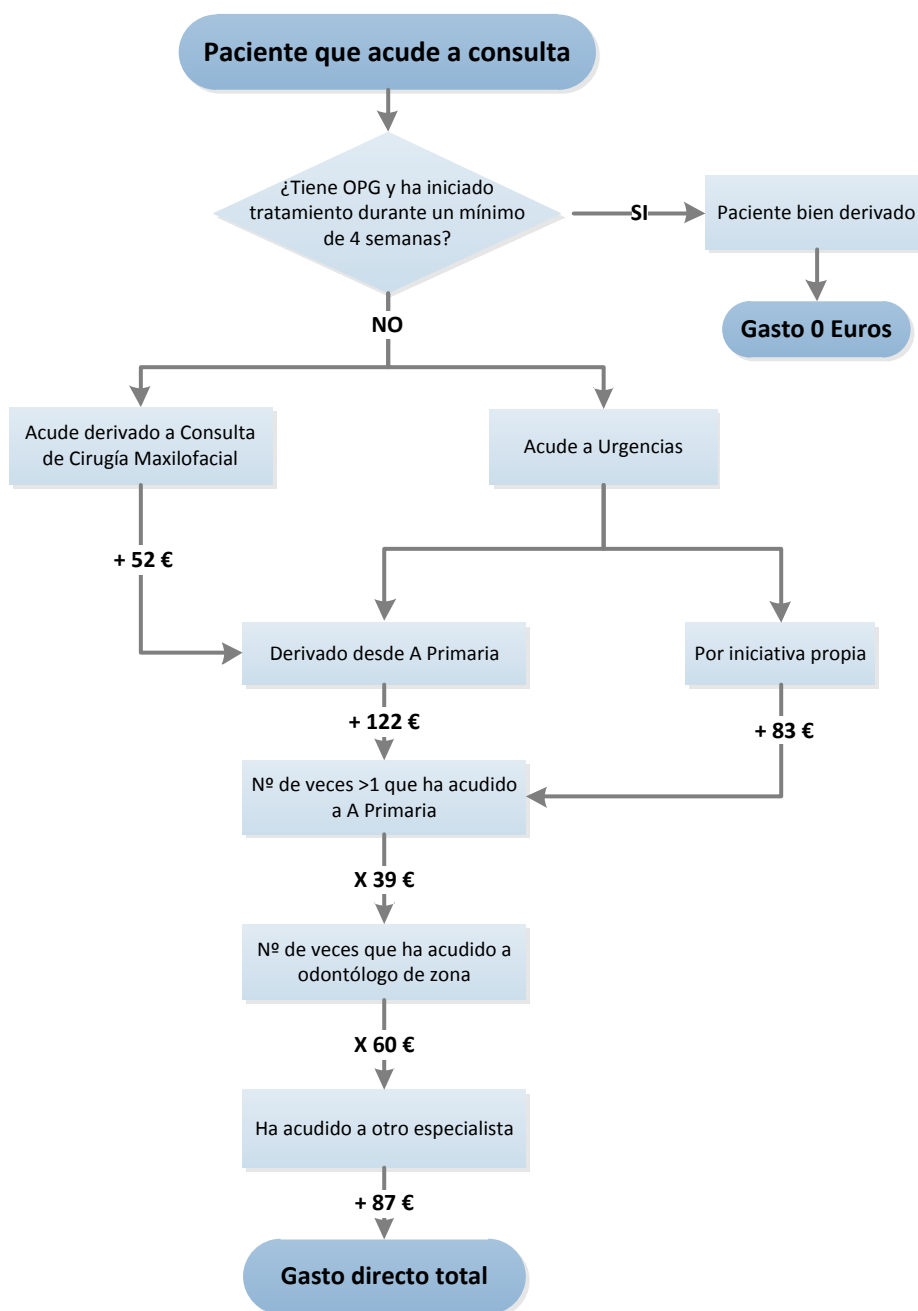 Paciente que acude a consulta
¿Tiene OPG y ha iniciado
tratamiento durante un mínimo
de 4 semanas?
SI
Paciente bien derivado
Gasto 0 Euros
NO
Acude derivado a Consulta
de Cirugía Maxilofacial
Acude a Urgencias
+ 52 €
Derivado desde A Primaria
Por iniciativa propia
+ 122 €
+ 83 €
Nº de veces >1 que ha acudido
a A Primaria
X 39 €
Nº de veces que ha acudido a
odontólogo de zona
X 60 €
Ha acudido a otro especialista
+ 87 €
Gasto directo total